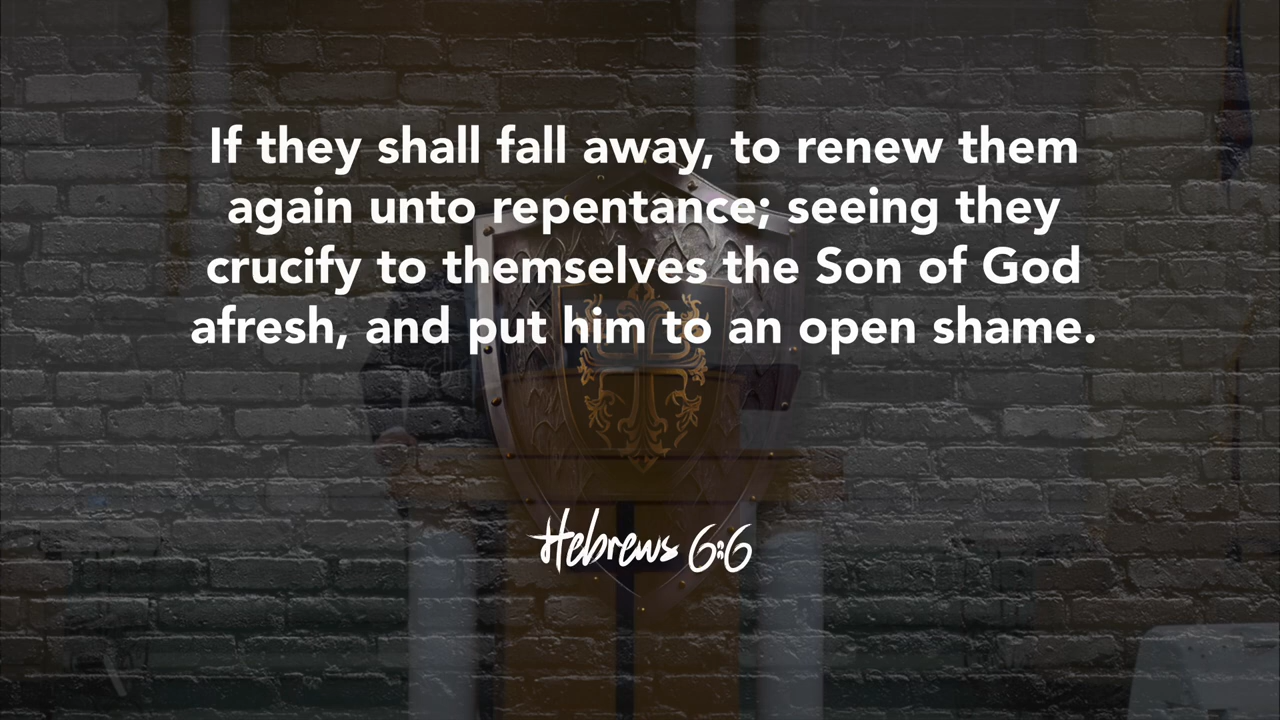 If they shall fall away, to renew them
again unto repentance; seeing they
crucify to themselves the Son of God
afresh, and put him to an open shame.
Hebrews 6:6